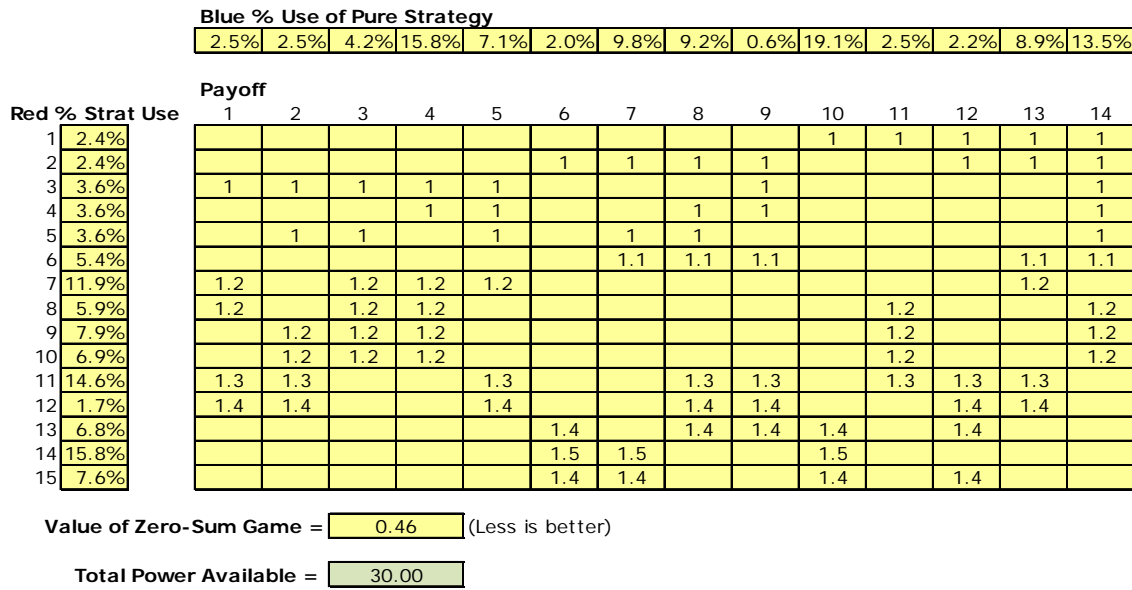 Blue % Use of Pure Strategy
2.5% 2.5% 4.2% 15.8% 7.1% 2.0% 9.8% 9.2% 0.6% 19.1% 2.5% 2.2% 8.9% 13.5%
Payoff
Red % Strat Use 1 2 3 4 5 6 7 8 9 10 11 12 13 14
1 2.4% 1 1 1 1 1
2 2.4% 1 1 1 1 1 1 1
3 3.6% 1 1 1 1 1 1 1
4 3.6% 1 1 1 1 1
5 3.6% 1 1 1 1 1 1
6 5.4% 1.1 1.1 1.1 1.1 1.1
7 11.9% 1.2 1.2 1.2 1.2 1.2
8 5.9% 1.2 1.2 1.2 1.2 1.2
9 7.9% 1.2 1.2 1.2 1.2 1.2
10 6.9% 1.2 1.2 1.2 1.2 1.2
11 14.6% 1.3 1.3 1.3 1.3 1.3 1.3 1.3 1.3
12 1.7% 1.4 1.4 1.4 1.4 1.4 1.4 1.4
13 6.8% 1.4 1.4 1.4 1.4 1.4
14 15.8% 1.5 1.5 1.5
15 7.6% 1.4 1.4 1.4 1.4
Value of Zero-Sum Game = 0.46 (Less is better)
Total Power Available = 30.00